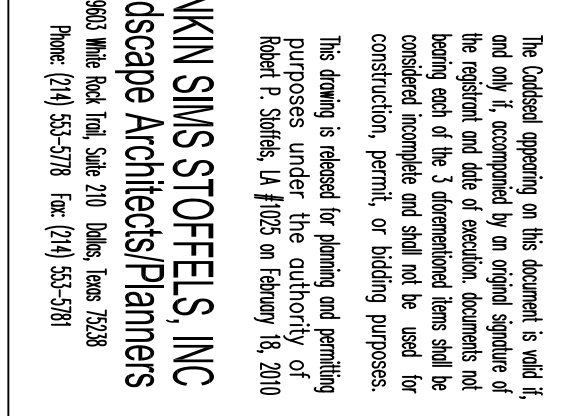 The Caddseal appearing on this document is valid if,
and only if, accompanied by an original signature of
the registrant and date of execution. documents not
bearing each of the 3 aforementioned items shall be
considered incomplete and shall not be used for
construction, permit, or bidding purposes.
This drawing is released for planning and permitting
purposes under the authority of
Robert P. Stoffels, LA #1025 on February 18, 2010
NKIN SIMS STOFFELS, INC
dscape Architects/Planners
9603 White Rock Trail, Suite 210 Dallas, Texas 75238
Phone: (214) 553-5778 Fax: (214) 553-5781